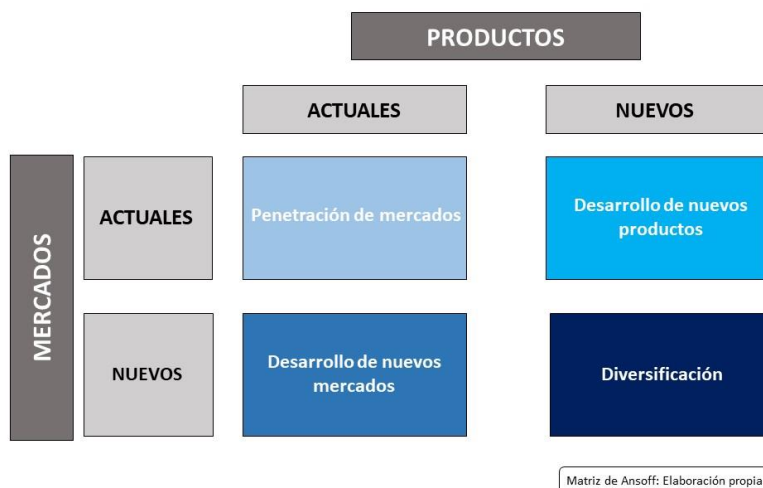 PRODUCTOS
ACTUALES
NUEVOS
MERCADOS
ACTUALES
Penetración de mercados
Desarrollo de nuevos
productos
NUEVOS
Desarrollo de nuevos
mercados
Diversificación
Matriz de Ansoff: Elaboración propia